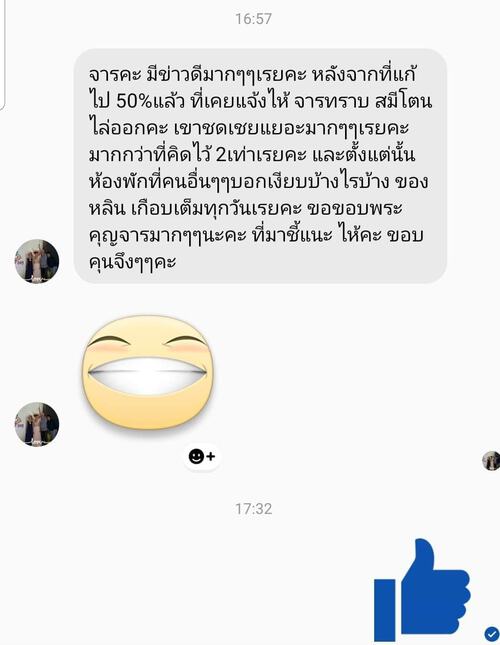 16:57
จารคะ มีข่าวดีมากๆๆเรยคะ หลังจากที่แก้
ไป 50%แล้ว ที่เคยแจ้งไห้ จารทราบ สมีโตน
ไล่ออกคะ เขาชดเชยแยอะมากๆๆเรยคะ
มากกว่าที่คิดไว้ 2เท่าเรยคะ และตั้งแต่นั้น
ห้องพักที่คนอื่นๆๆบอกเงียบบ้างไรบ้าง ของ
หลิน เกือบเต็มทุกวันเรยคะ ขอขอบพระ
คุญจารมากๆๆนะคะ ที่มาชี้แนะ ไห้คะ ขอบ
คุนจึงๆๆคะ
17:32